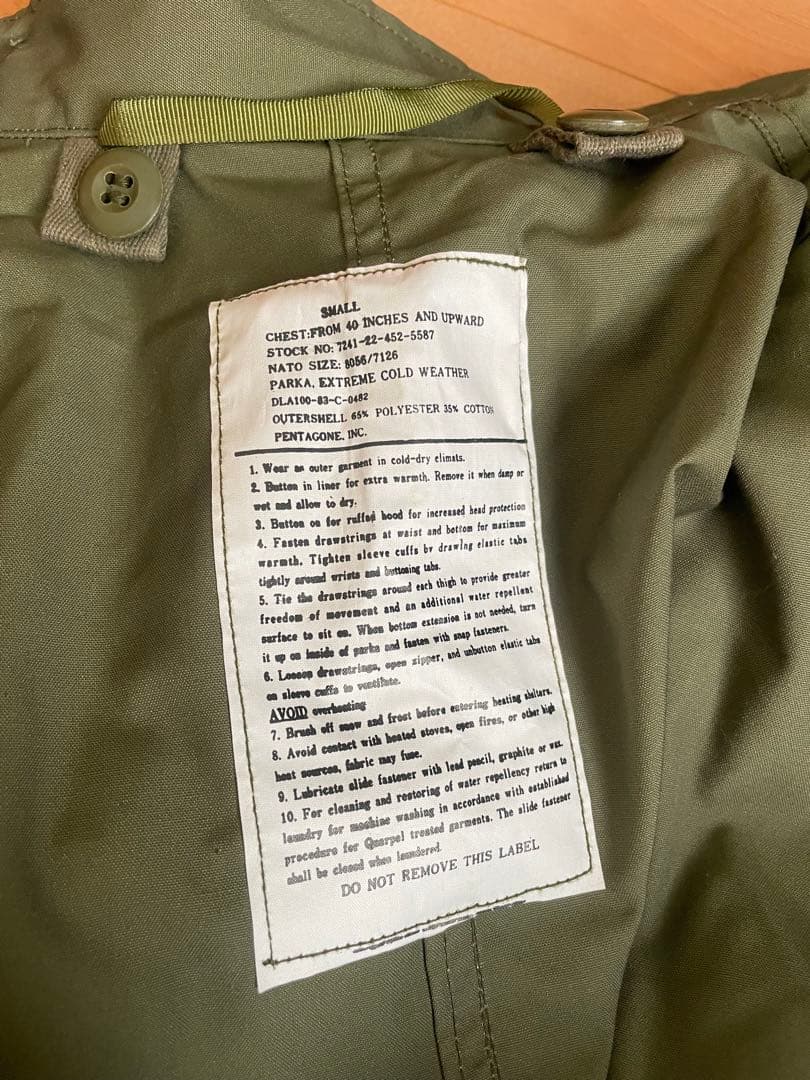 SMALL
CHEST:FROM 40 INCHES AND UPWARD
STOCK NO: 7241-22-452-5587
NATO SIZE: 8056/7126
PARKA, EXTREME COLD WEATHER
DLA100-83-C-0482
OUTERSHELL 65% POLYESTER 35% COTTON
PENTAGONE, INC.
1. Wear an outer garment in cold-dry climats.
2. Button in liner for extra warmth. Remove it when damp or
wet and allow to dry.
3. Button on for ruffed hood for increased head protection
4. Fasten drawstrings at waist and bottom for maximum
warmth. Tighten sleeve cuffs by drawing elastic tabs
tightly around wrists and buttoning tabs.
5. Tie the drawstrings around each thigh to provide greater
freedom of movement and an additional water repellent
surface to sit on. When bottom extension is not needed, turn
it up on inside of parka and fasten with snap fasteners.
6. Loosen drawstrings, open zipper, and unbutton elastic tabs
on sleeve cuffs to ventilate.
AVOID overheating
7. Brush off snow and frost before entering heating shelters.
8. Avoid contact with heated stoves, open fires, or other high
heat sources, fabric may fuse.
9. Lubricate slide fastener with lead pencil, graphite or wax.
10. For cleaning and restoring of water repellency return to
laundry for machine washing in accordance with established
procedure for Quarpel treated garments. The slide fastener
shall be closed when laundered.
DO NOT REMOVE THIS LABEL